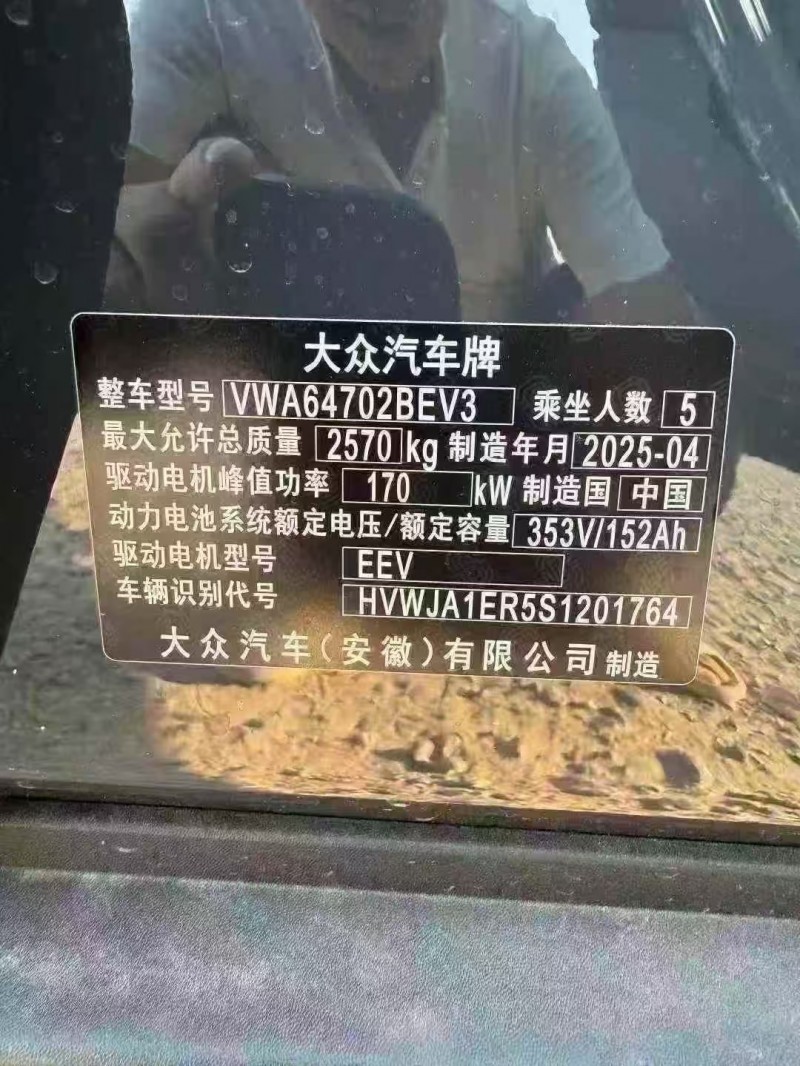 大众汽车牌
整车型号 VWA64702BEV3 乘坐人数 5
最大允许总质量 2570 kg 制造年月 2025-04
驱动电机峰值功率 170 kW 制造国 中国
动力电池系统额定电压/额定容量 353V/152Ah
驱动电机型号 EEV
车辆识别代号 HVWJA1ER5S1201764
大众汽车(安徽)有限公司 制造